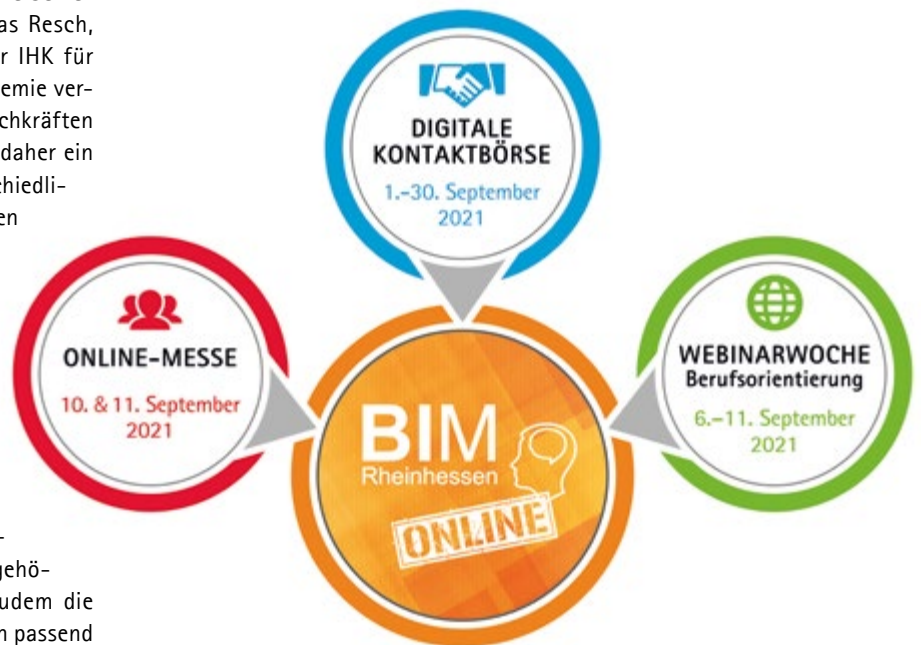 as Resch,
r IHK für
emie ver-
chkräften
daher ein
chiedli-
en
gehö-
udem die
n passend
DIGITALE
KONTAKTBÖRSE
1.–30. September
2021
ONLINE-MESSE
10. & 11. September
2021
WEBINARWOCHE
Berufsorientierung
6.–11. September
2021
BIM
Rheinhessen
ONLINE